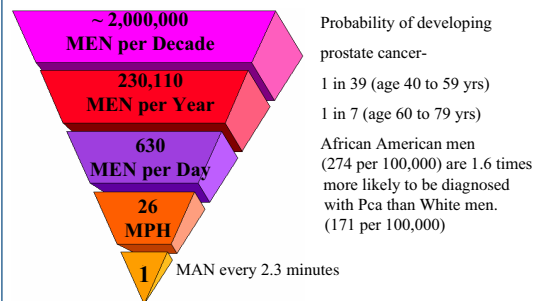 ~ 2,000,000
MEN per Decade
230,110
MEN per Year
630
MEN per Day
26
MPH
1
MAN every 2.3 minutes
Probability of developing
prostate cancer-
1 in 39 (age 40 to 59 yrs)
1 in 7 (age 60 to 79 yrs)
African American men
(274 per 100,000) are 1.6 times
more likely to be diagnosed
with Pca than White men.
(171 per 100,000)